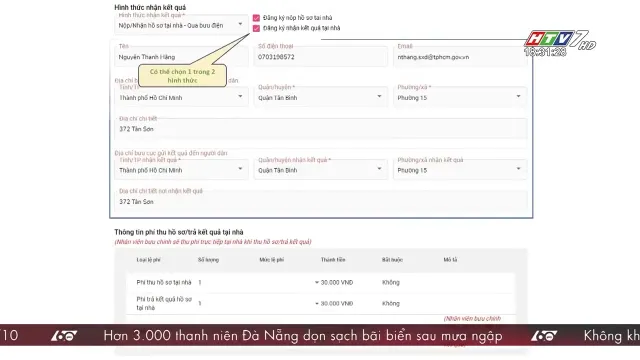 Hình thức nhận kết quả
Hình thức nhận kết quả *
Nộp/Nhận hồ sơ tại nhà - Qua bưu điện
Đăng ký nộp hồ sơ tại nhà
Đăng ký nhận kết quả tại nhà
HTV7 HD
18:31:28
Tên
Nguyễn Thanh Hằng
Số điện thoại
0703198572
Email
nthang.sxd@tphcm.gov.vn
Có thể chọn 1 trong 2
hình thức
Tỉnh/TP
Thành phố Hồ Chí Minh
Quận/huyện *
Quận Tân Bình
Phường/xã *
Phường 15
Địa chỉ chi tiết
372 Tân Sơn
Địa chỉ bưu cục gửi kết quả đến người dân
Tỉnh/TP nhận kết quả *
Thành phố Hồ Chí Minh
Quận/huyện nhận kết quả *
Quận Tân Bình
Phường/xã nhận kết quả
Phường 15
Địa chỉ chi tiết nơi nhận kết quả
372 Tân Sơn
Thông tin phí thu hồ sơ/trả kết quả tại nhà
(Nhân viên bưu chính sẽ thu phí trực tiếp tại nhà khi thu hồ sơ/trả kết quả)
Loại lệ phí Số lượng Mức lệ phí Thành tiền Bắt buộc Mô tả
Phí thu hồ sơ tại nhà 1 30.000 VNĐ Không
Phí trả kết quả hồ sơ
tại nhà 1 30.000 VNĐ Không
(Nhân viên bưu chính
/10 60 Hơn 3.000 thanh niên Đà Nẵng dọn sạch bãi biển sau mưa ngập 60 Không kh